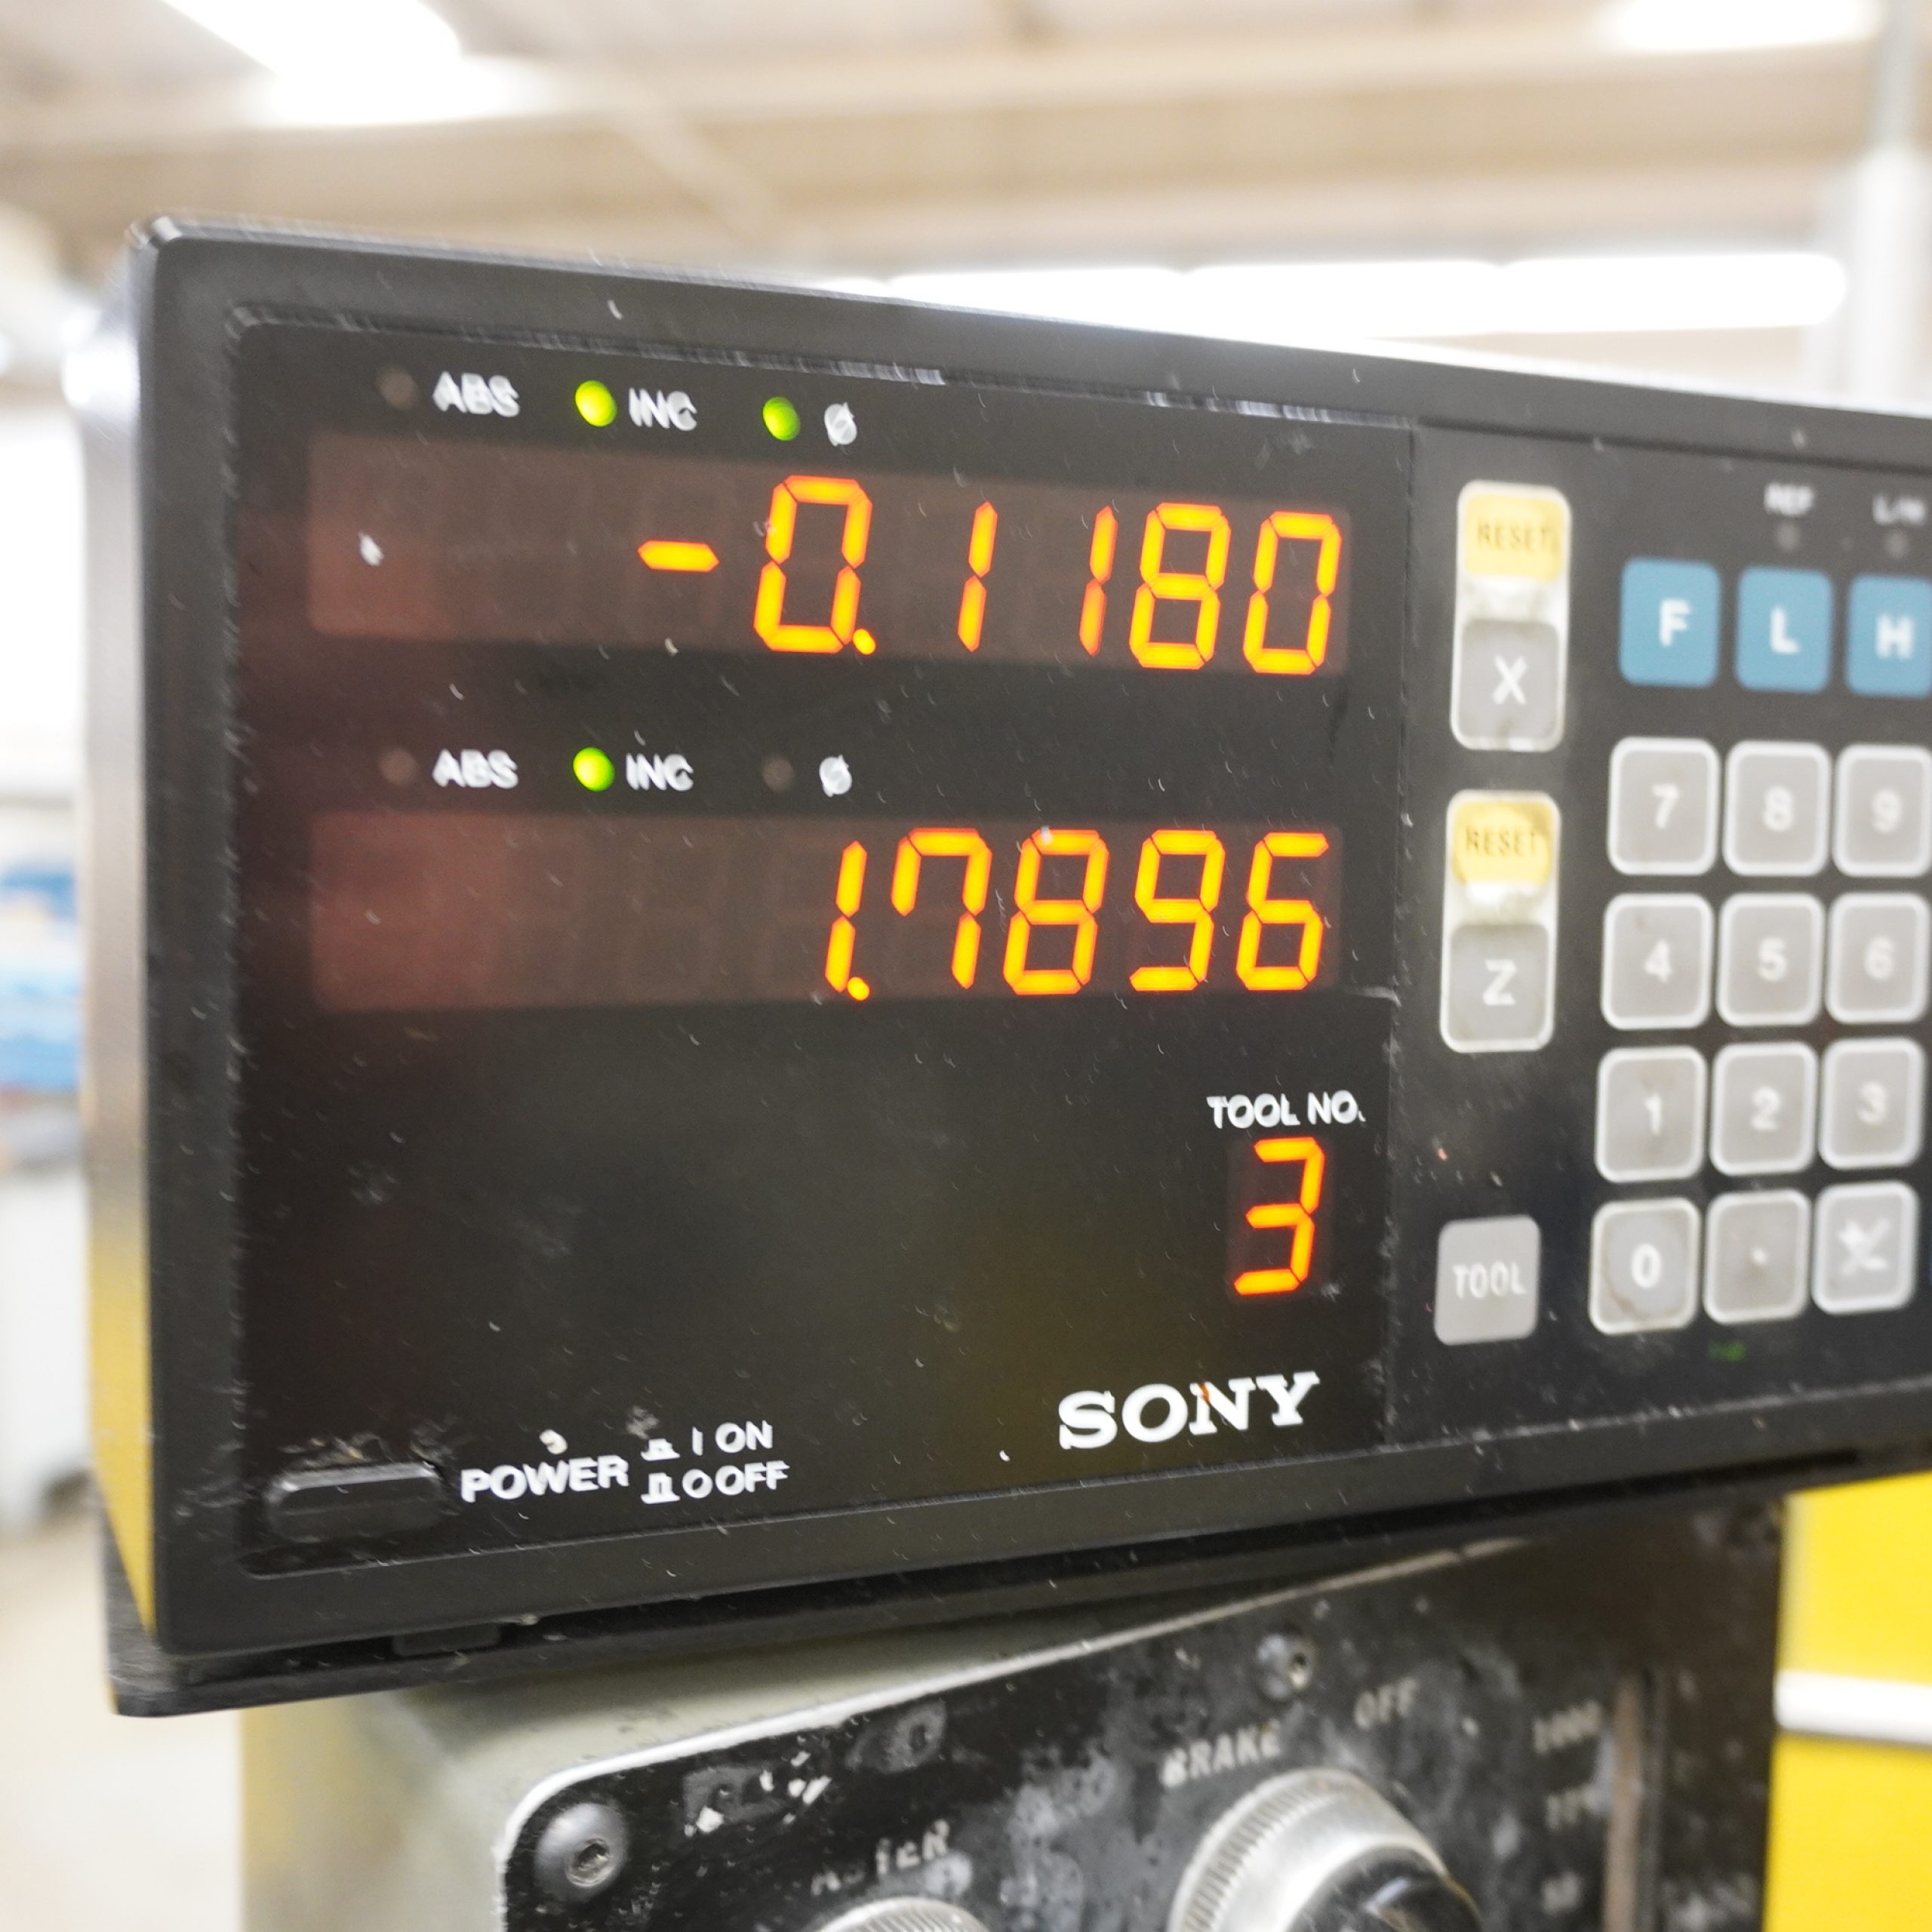 ABS INC Ø
-0.1180
RESET
X
REF
F L H
ABS INC Ø
1.7896
RESET
Z
7 8 9
4 5 6
1 2 3
0 .
TOOL NO.
3
TOOL
SONY
POWER I ON
O OFF
BRAKE OFF
1000